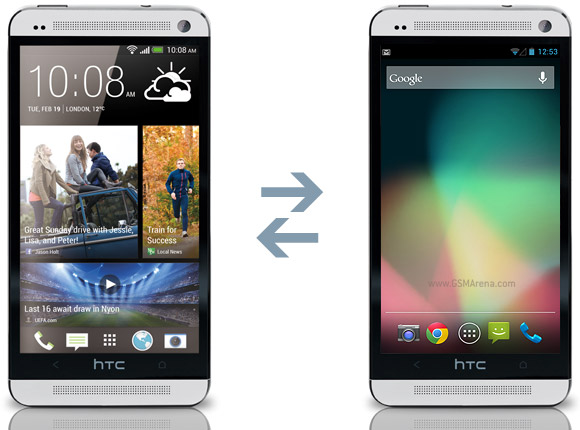 10:08 AM
10:08 AM
TUE, FEB 19 | LONDON, 12°C
Great Sunday drive with Jessie,
Lisa, and Peter!
Jason Holt
Train for
Success
Local News
Last 16 await draw in Nyon
UEFA.com
hTC
12:53
Google
www.GSMArena.com
hTC